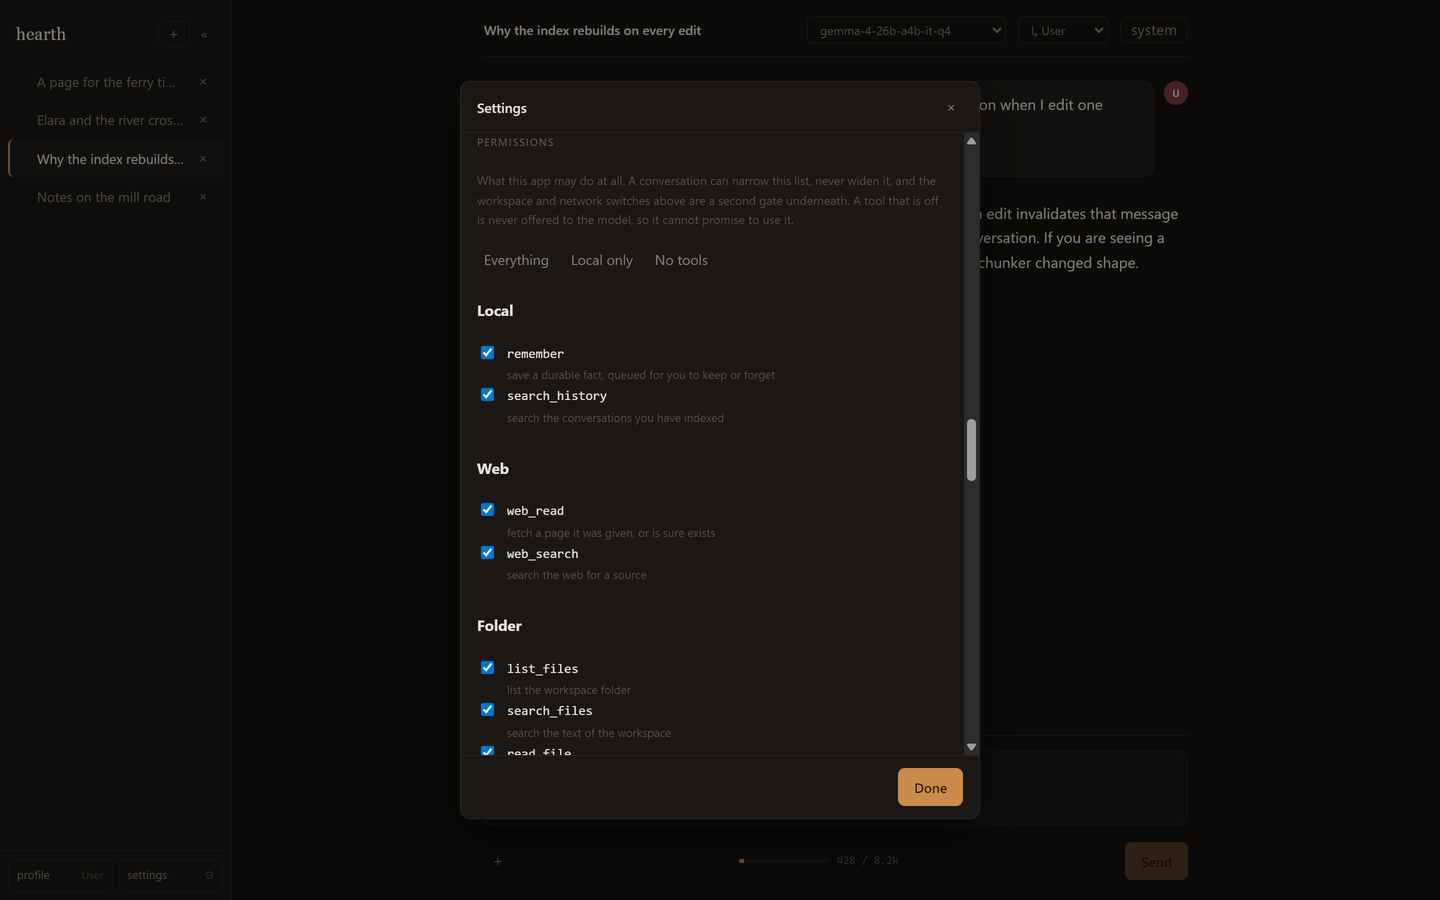 hearth
+
«
A page for the ferry ti...
×
Elara and the river cros...
×
Why the index rebuilds...
×
Notes on the mill road
×
profile
User
settings
Why the index rebuilds on every edit
gemma-4-26b-a4b-it-q4
I, User
system
on when I edit one
U
edit invalidates that message
versation. If you are seeing a
chunker changed shape.
Settings
×
PERMISSIONS
What this app may do at all. A conversation can narrow this list, never widen it, and the
workspace and network switches above are a second gate underneath. A tool that is off
is never offered to the model, so it cannot promise to use it.
Everything
Local only
No tools
Local
remember
save a durable fact, queued for you to keep or forget
search_history
search the conversations you have indexed
Web
web_read
fetch a page it was given, or is sure exists
web_search
search the web for a source
Folder
list_files
list the workspace folder
search_files
search the text of the workspace
read_file
Done
+
428 / 8.2k
Send